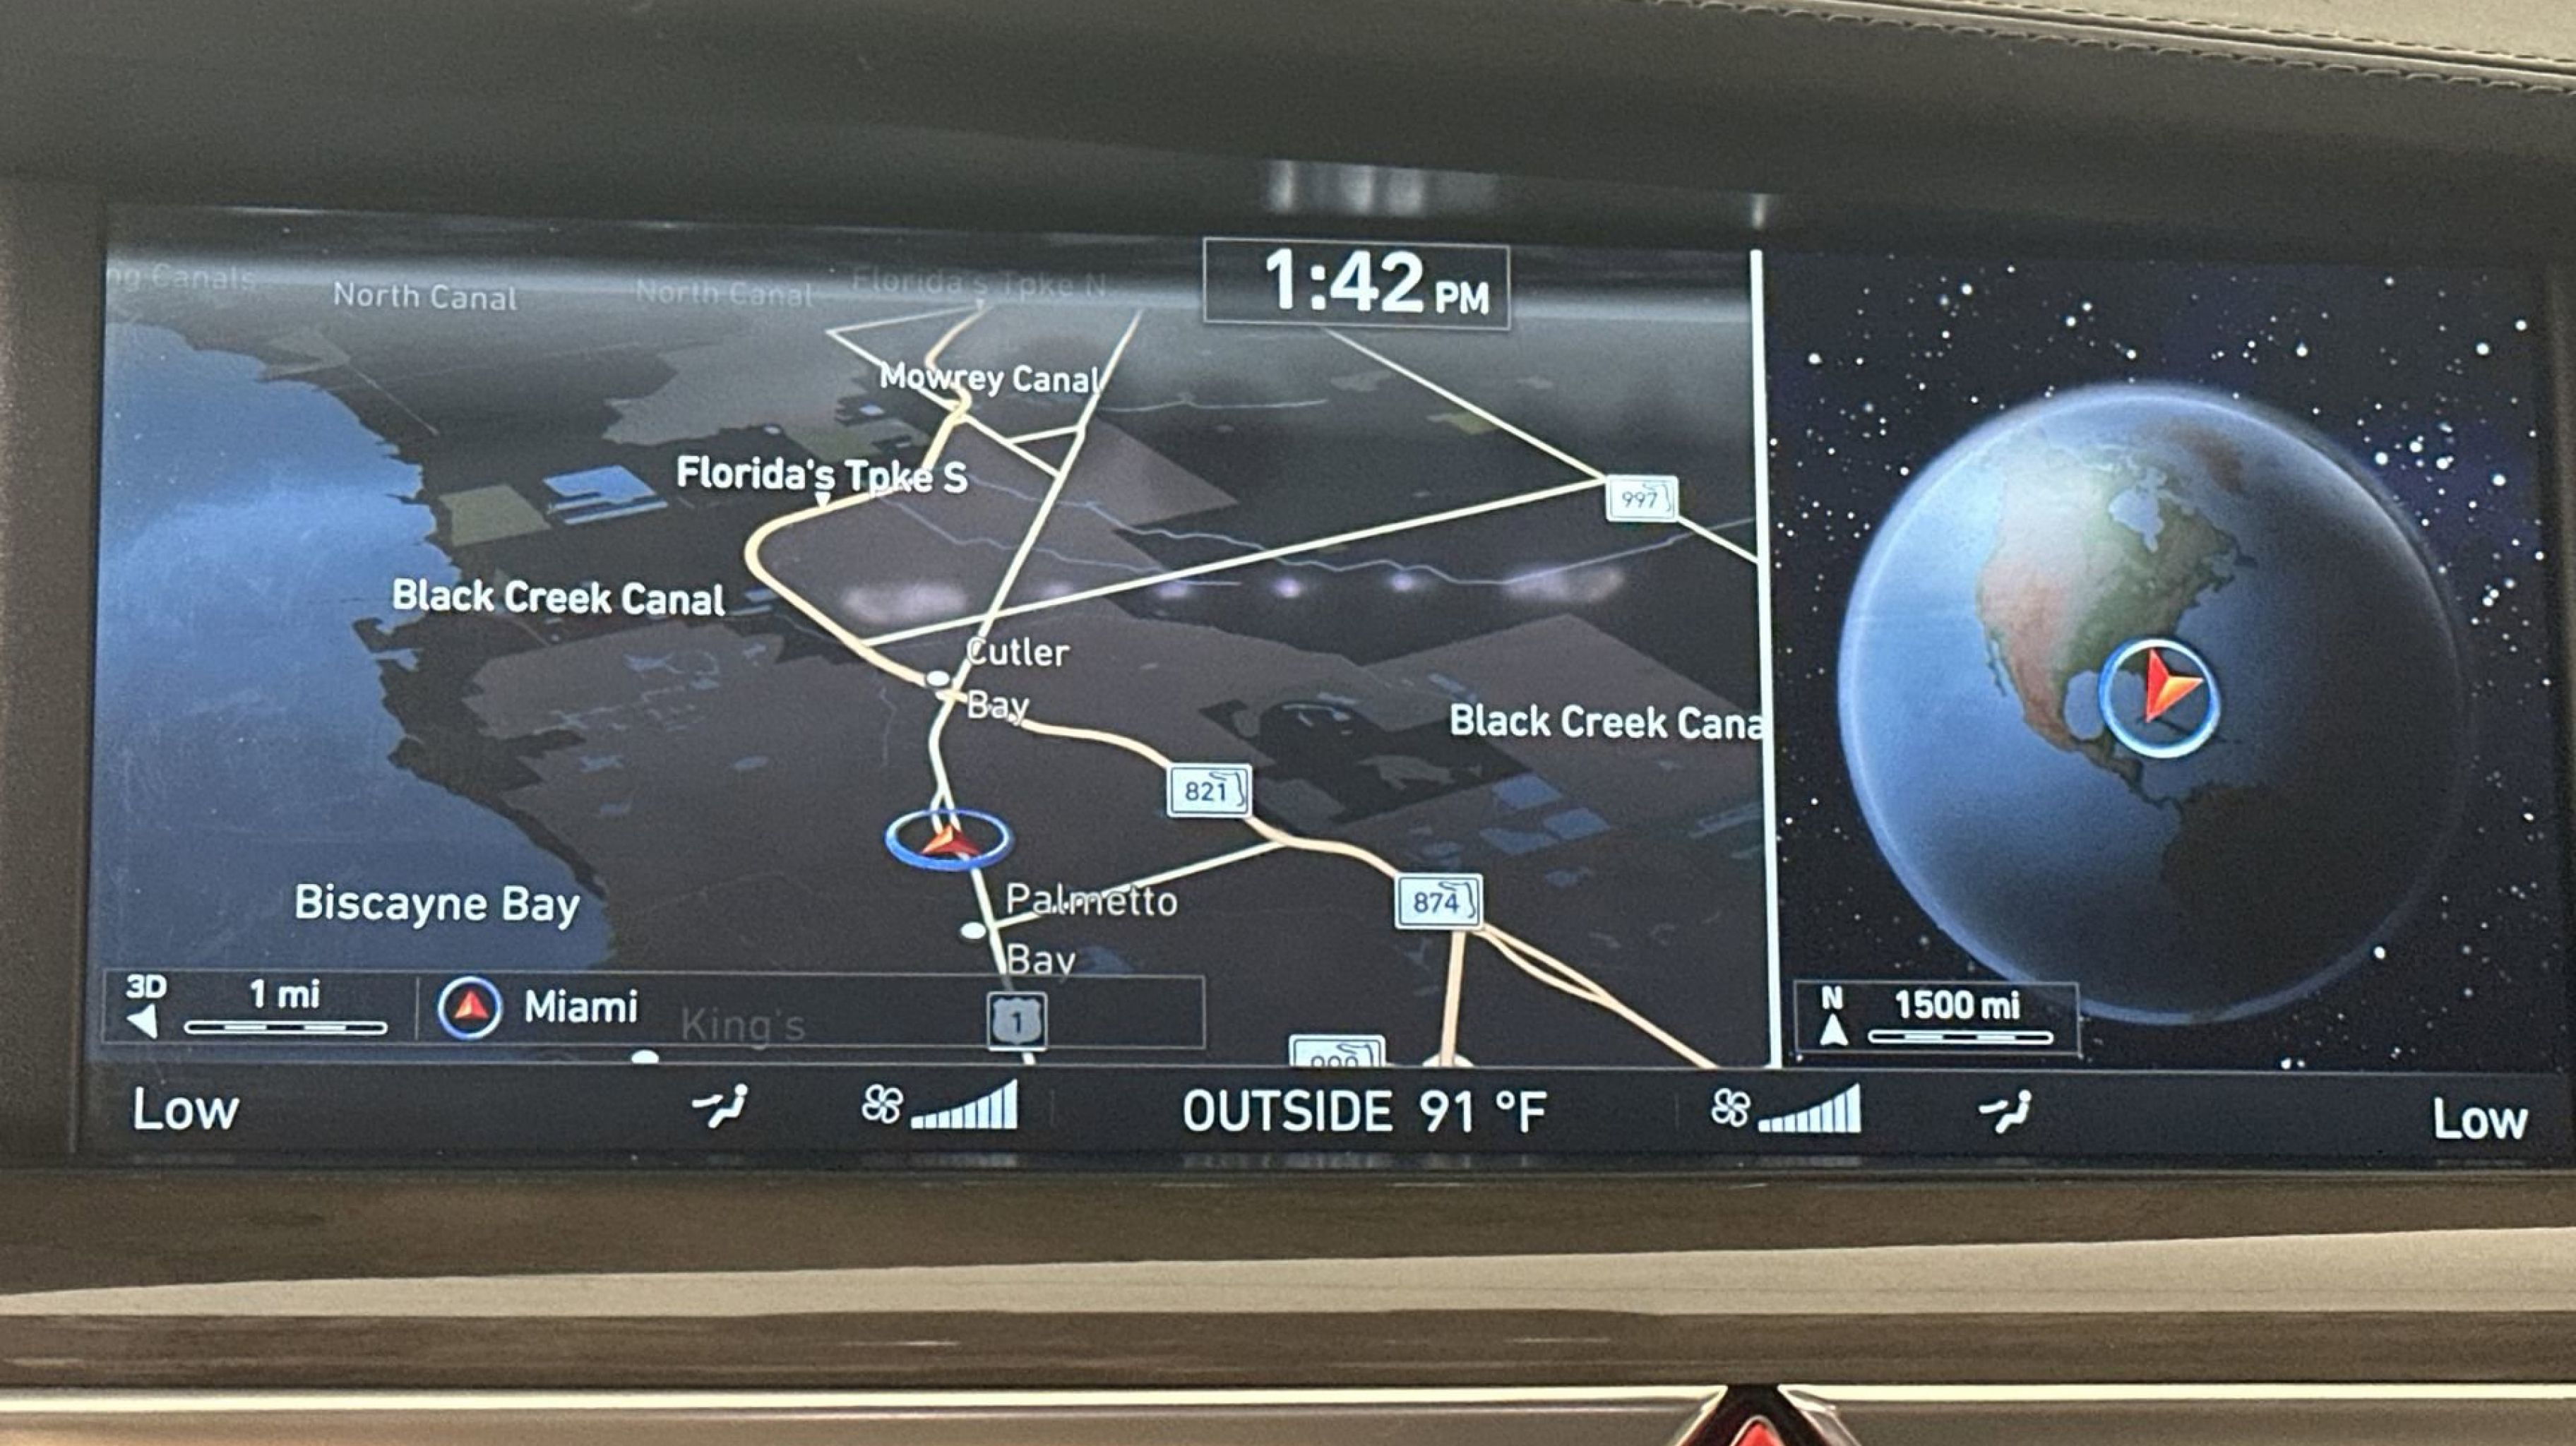 ng Canals
North Canal
North Canal
Florida's Tpke N
1:42 PM
Mowrey Canal
Florida's Tpke S
997
Black Creek Canal
Cutler
Bay
Black Creek Cana
821
874
Palmetto
Bay
Biscayne Bay
3D
1 mi
Miami
King's
1
N
1500 mi
Low
OUTSIDE 91 °F
Low